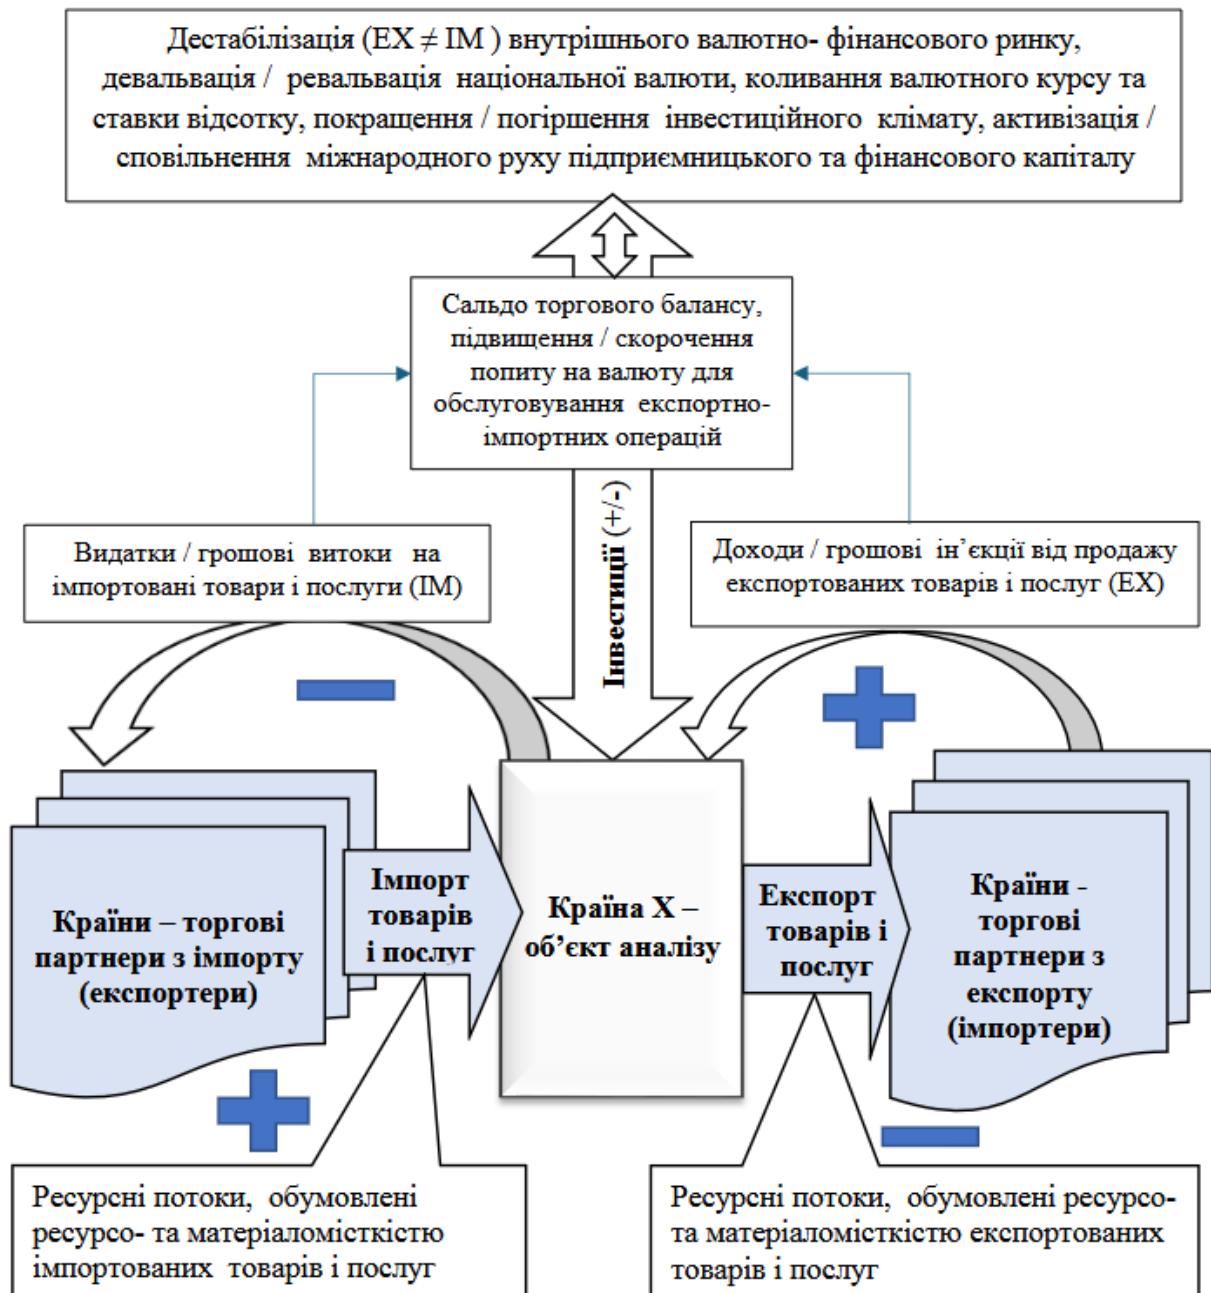 Дестабілізація (EX ≠ IM ) внутрішнього валютно- фінансового ринку,
девальвація / ревальвація національної валюти, коливання валютного курсу та
ставки відсотку, покращення / погіршення інвестиційного клімату, активізація /
сповільнення міжнародного руху підприємницького та фінансового капіталу
Сальдо торгового балансу,
підвищення / скорочення
попиту на валюту для
обслуговування експортно-
імпортних операцій
Інвестиції (+/-)
Видатки / грошові витоки на
імпортовані товари і послуги (IM)
Доходи / грошові ін’єкції від продажу
експортованих товарів і послуг (EX)
Країни – торгові
партнери з імпорту
(експортери)
Імпорт
товарів
і послуг
Країна Х –
об’єкт аналізу
Експорт
товарів і
послуг
Країни -
торгові
партнери з
експорту
(імпортери)
Ресурсні потоки, обумовлені
ресурсо- та матеріаломісткістю
імпортованих товарів і послуг
Ресурсні потоки, обумовлені ресурсо-
та матеріаломісткістю експортованих
товарів і послуг